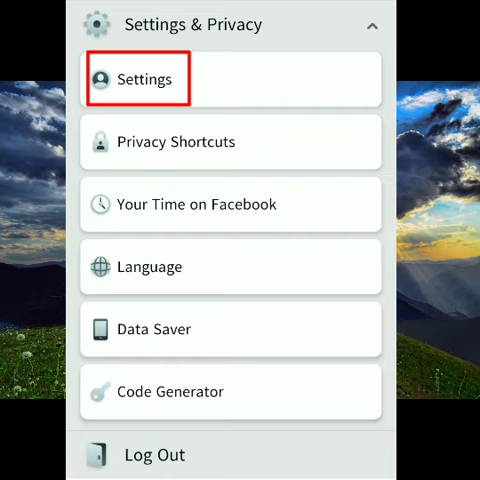 Settings & Privacy
Settings
Privacy Shortcuts
Your Time on Facebook
Language
Data Saver
Code Generator
Log Out